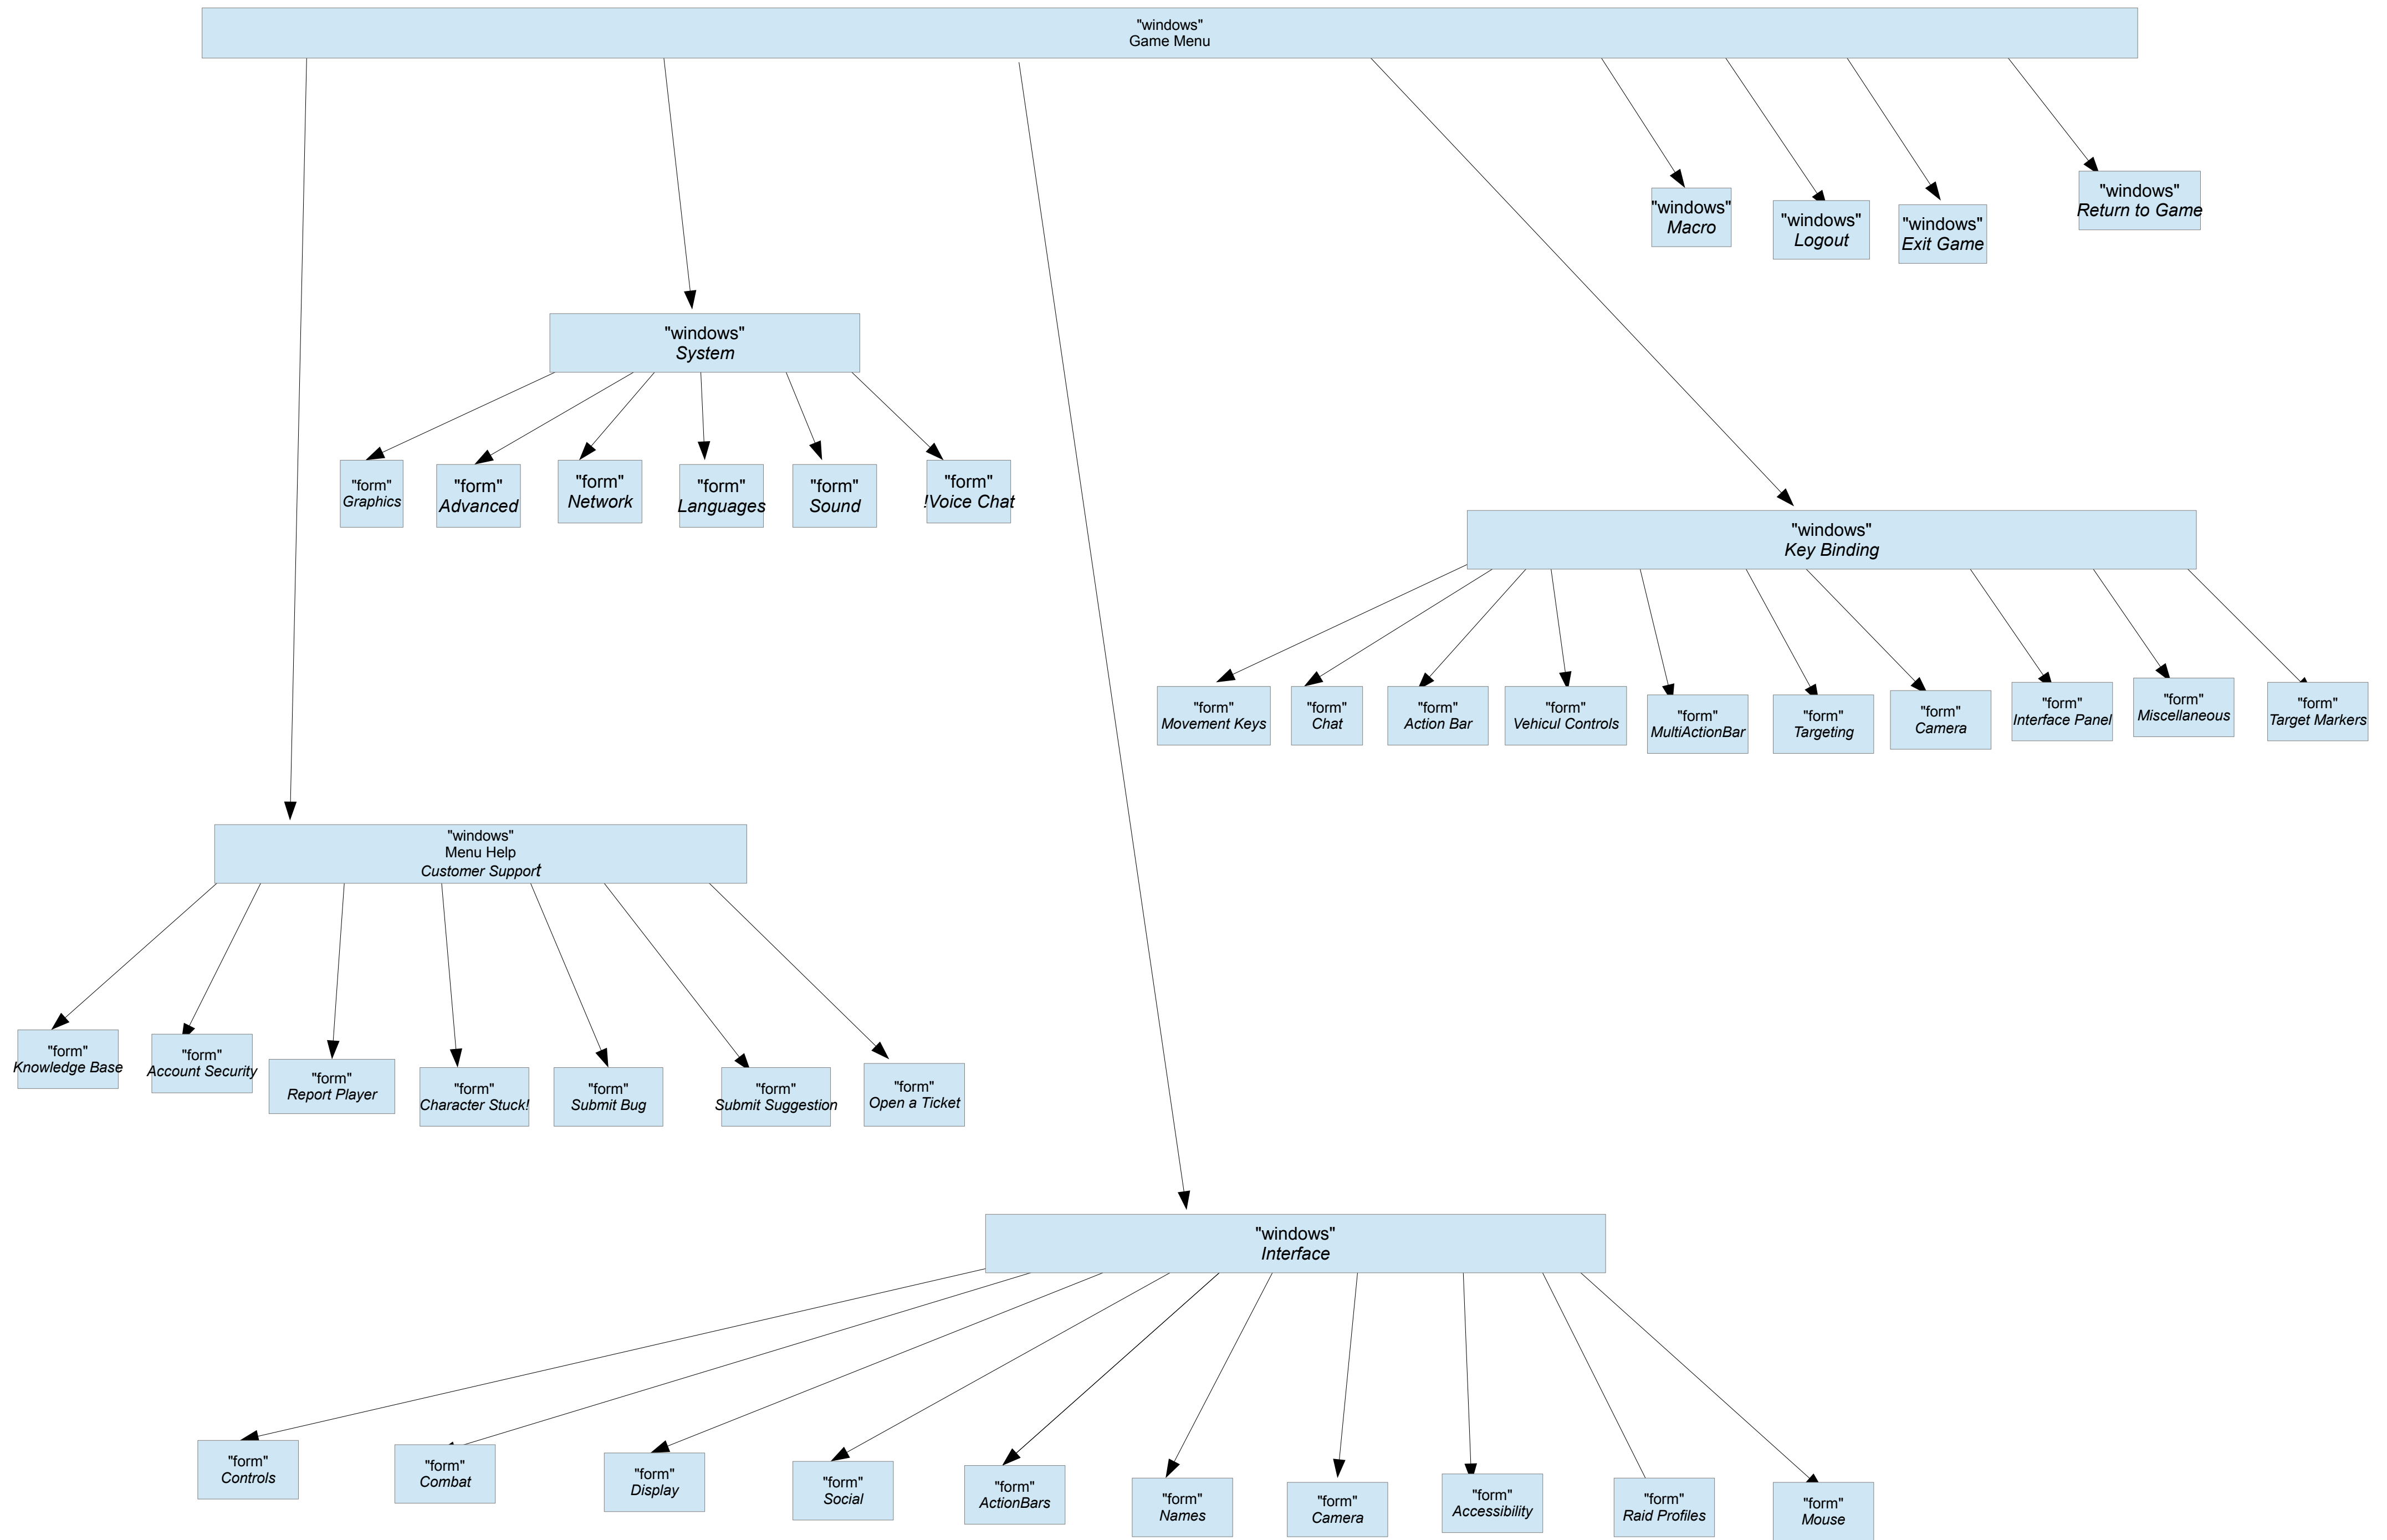 "windows"
Game Menu
"windows"
Macro
"windows"
Logout
"windows"
Exit Game
"windows"
Return to Game
"windows"
System
"form"
Graphics
"form"
Advanced
"form"
Network
"form"
Languages
"form"
Sound
"form"
!Voice Chat
"windows"
Key Binding
"form"
Movement Keys
"form"
Chat
"form"
Action Bar
"form"
Vehicul Controls
"form"
MultiActionBar
"form"
Targeting
"form"
Camera
"form"
Interface Panel
"form"
Miscellaneous
"form"
Target Markers
"windows"
Menu Help
Customer Support
"form"
Knowledge Base
"form"
Account Security
"form"
Report Player
"form"
Character Stuck!
"form"
Submit Bug
"form"
Submit Suggestion
"form"
Open a Ticket
"windows"
Interface
"form"
Controls
"form"
Combat
"form"
Display
"form"
Social
"form"
ActionBars
"form"
Names
"form"
Camera
"form"
Accessibility
"form"
Raid Profiles
"form"
Mouse